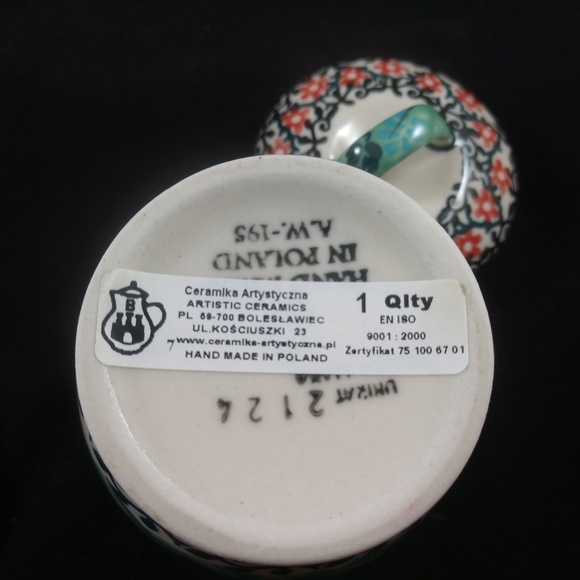 B
Ceramika Artystyczna
ARTISTIC CERAMICS
PL 59-700 BOLESŁAWIEC
UL.KOŚCIUSZKI 23
www.ceramika-artystyczna.pl
HAND MADE IN POLAND
1 Qlty
EN ISO
9001 : 2000
Zertyfikat 75 100 67 01
UNIKAT 2124
HAND
IN POLAND
A.W.-195